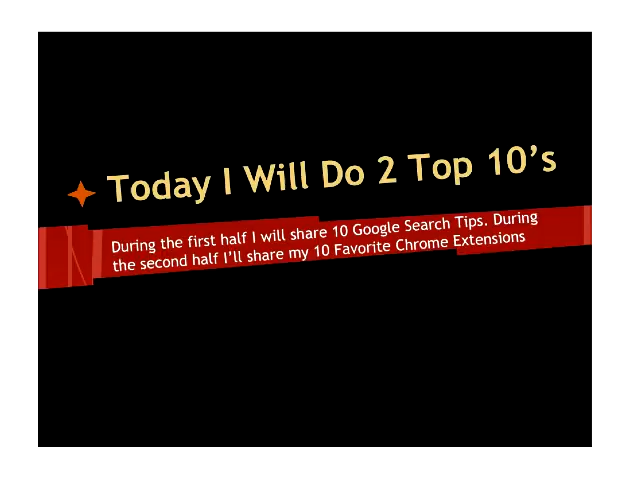 Today I Will Do 2 Top 10’s
During the first half I will share 10 Google Search Tips. During
the second half I’ll share my 10 Favorite Chrome Extensions